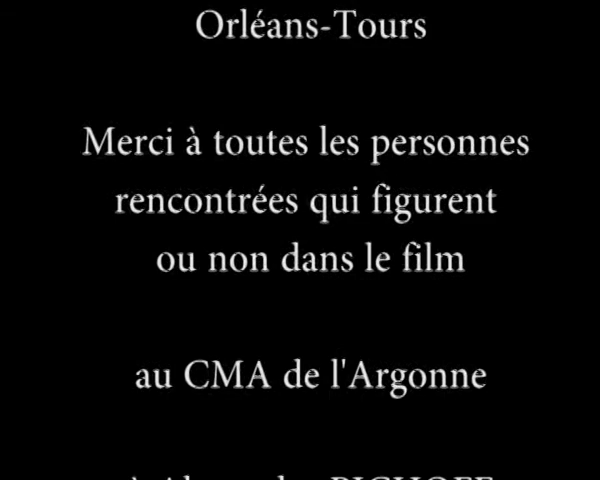 Orléans-Tours
Merci à toutes les personnes
rencontrées qui figurent
ou non dans le film
au CMA de l'Argonne
à